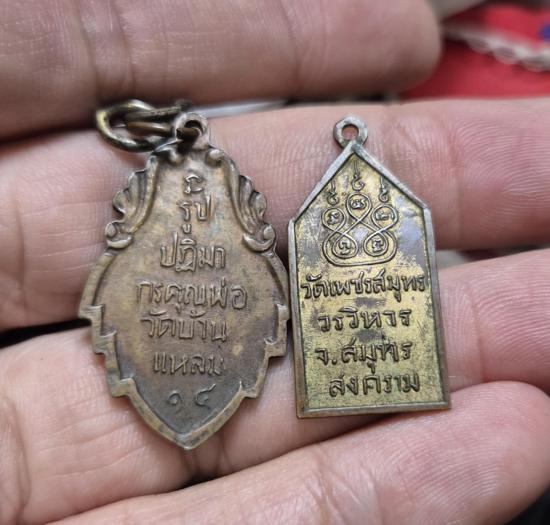 รูป
ปฏิมา
กรคุณพ่อ
วัดบ้าน
แหลม
๑๔
วัดเพชรสมุทร
วรวิหาร
จ.สมุทร
สงคราม